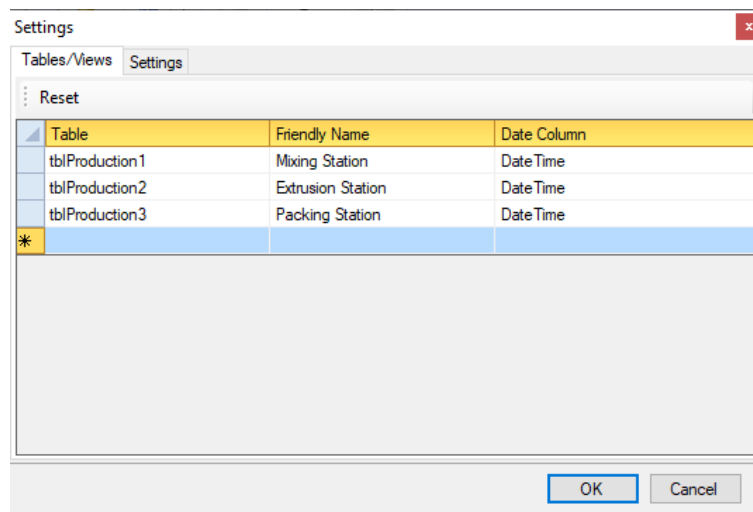 Settings x
Tables/Views Settings
Reset
Table Friendly Name Date Column
tblProduction1 Mixing Station DateTime
tblProduction2 Extrusion Station DateTime
tblProduction3 Packing Station DateTime
*
OK Cancel